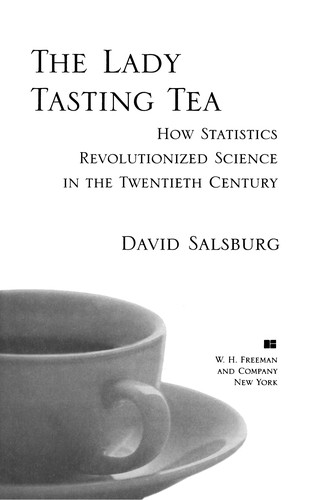 THE LADY
TASTING TEA
HOW STATISTICS
REVOLUTIONIZED SCIENCE
IN THE TWENTIETH CENTURY
DAVID SALSBURG
W. H. FREEMAN
AND COMPANY
NEW YORK